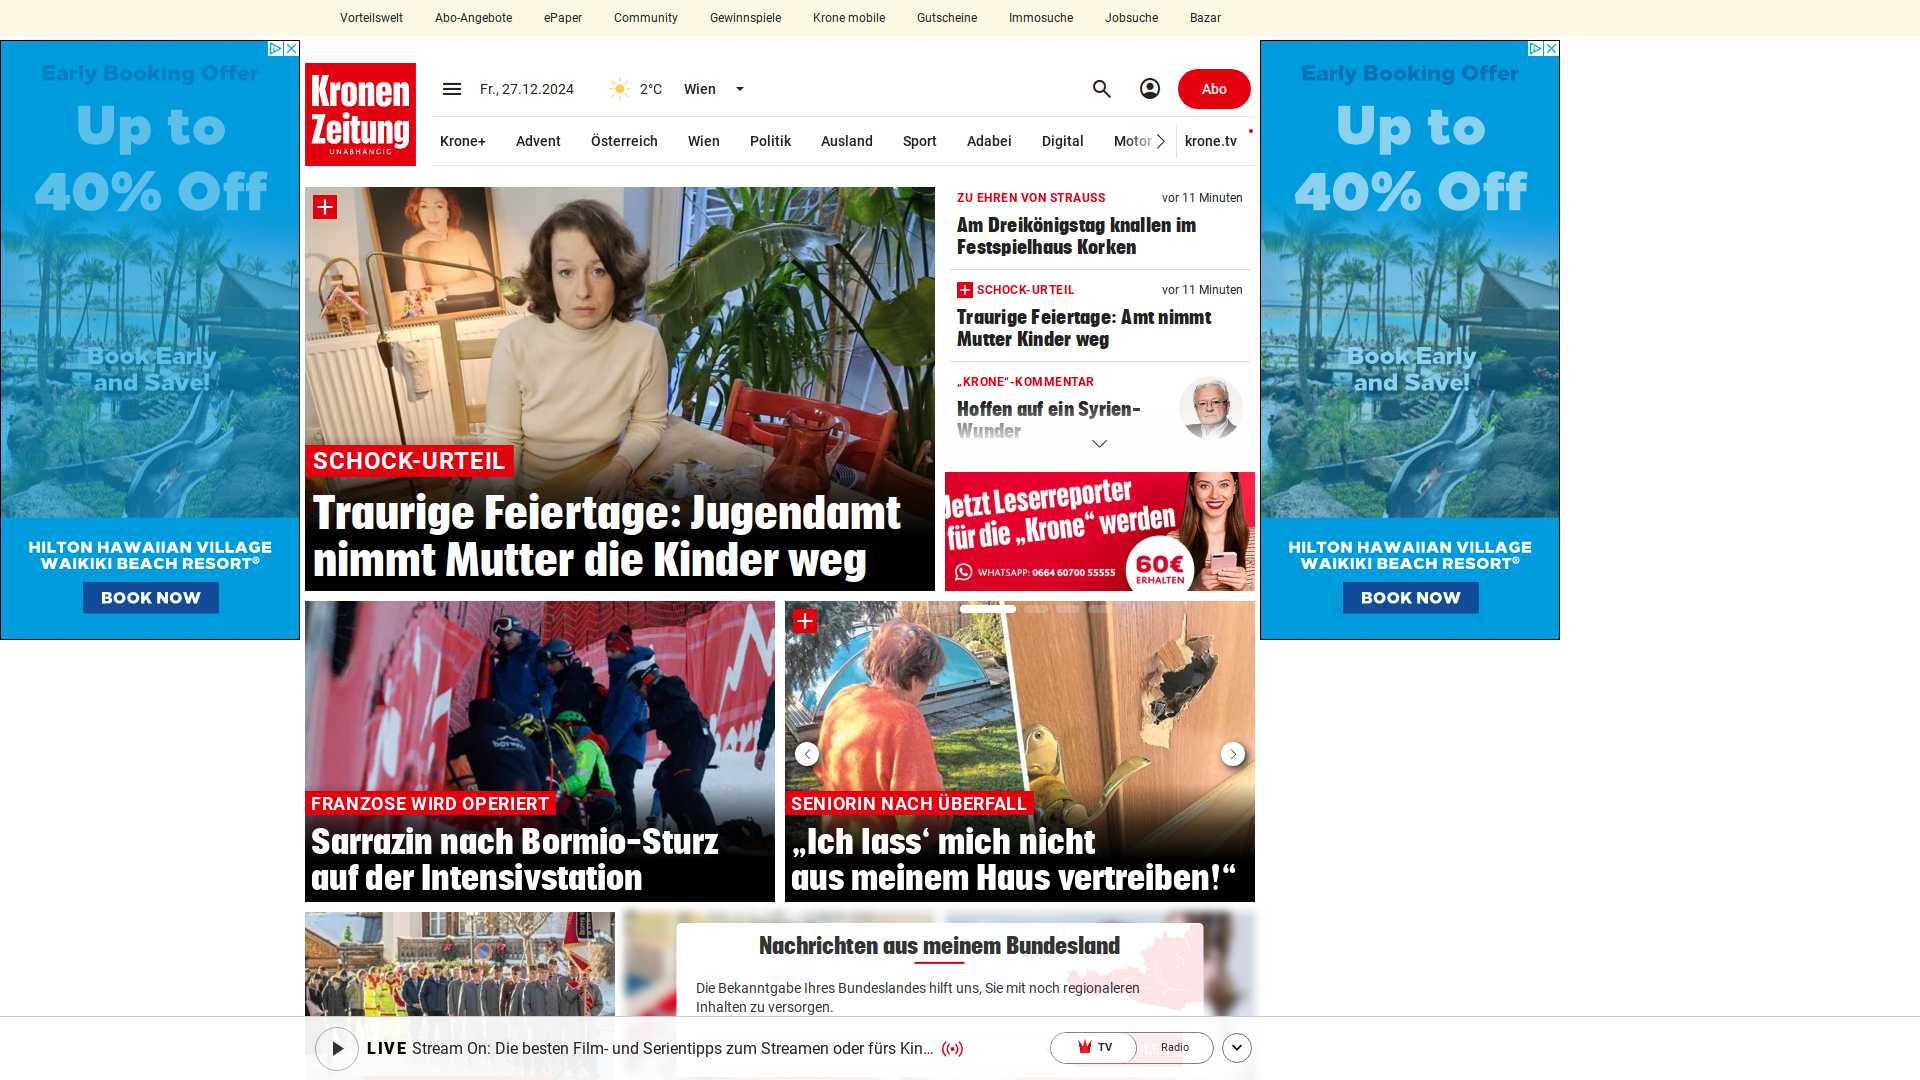 Vorteilswelt
Abo-Angebote
ePaper
Community
Gewinnspiele
Krone mobile
Gutscheine
Immosuche
Jobsuche
Bazar
Early Booking Offer
Up to
40% Off
Book Early
and Save!
HILTON HAWAIIAN VILLAGE
WAIKIKI BEACH RESORT®
BOOK NOW
Kronen
Zeitung
UNABHÄNGIG
Fr., 27.12.2024
2°C
Wien
Abo
Krone+
Advent
Österreich
Wien
Politik
Ausland
Sport
Adabei
Digital
Motor
krone.tv
SCHOCK-URTEIL
Traurige Feiertage: Jugendamt
nimmt Mutter die Kinder weg
ZU EHREN VON STRAUSS
vor 11 Minuten
Am Dreikönigstag knallen im
Festspielhaus Korken
SCHOCK-URTEIL
vor 11 Minuten
Traurige Feiertage: Amt nimmt
Mutter Kinder weg
„KRONE“-KOMMENTAR
Hoffen auf ein Syrien-
Wunder
Jetzt Leserreporter
für die „Krone“ werden
WHATSAPP: 0664 60700 55555
60€
ERHALTEN
FRANZOSE WIRD OPERIERT
Sarrazin nach Bormio-Sturz
auf der Intensivstation
SENIORIN NACH ÜBERFALL
„Ich lass‘ mich nicht
aus meinem Haus vertreiben!“
Early Booking Offer
Up to
40% Off
Book Early
and Save!
HILTON HAWAIIAN VILLAGE
WAIKIKI BEACH RESORT®
BOOK NOW
Nachrichten aus meinem Bundesland
Die Bekanntgabe Ihres Bundeslandes hilft uns, Sie mit noch regionaleren
Inhalten zu versorgen.
LIVE Stream On: Die besten Film- und Serientipps zum Streamen oder fürs Kin...
TV
Radio